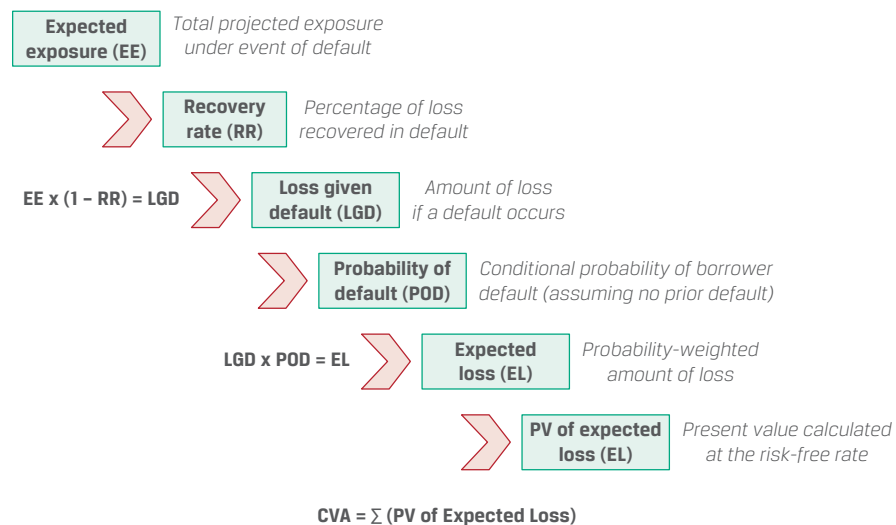 Expected
exposure (EE)
Total projected exposure
under event of default
Recovery
rate (RR)
Percentage of loss
recovered in default
EE x (1 – RR) = LGD
Loss given
default (LGD)
Amount of loss
if a default occurs
Probability of
default (POD)
Conditional probability of borrower
default (assuming no prior default)
LGD x POD = EL
Expected
loss (EL)
Probability-weighted
amount of loss
PV of expected
loss (EL)
Present value calculated
at the risk-free rate
CVA = ∑ (PV of Expected Loss)